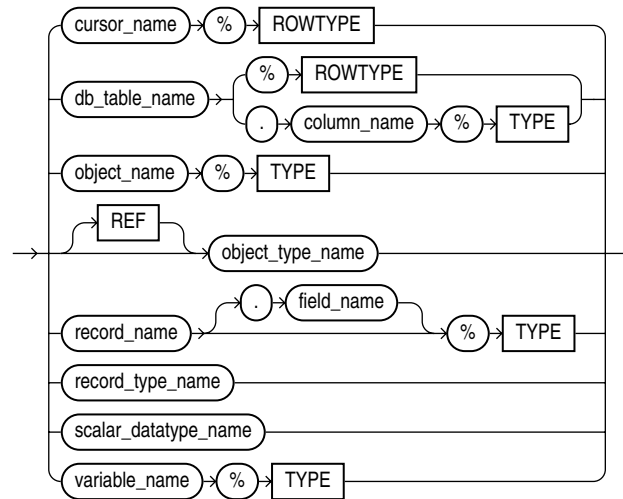 cursor_name % ROWTYPE
% ROWTYPE
db_table_name
. column_name % TYPE
object_name % TYPE
REF
object_type_name
. field_name
record_name % TYPE
record_type_name
scalar_datatype_name
variable_name % TYPE